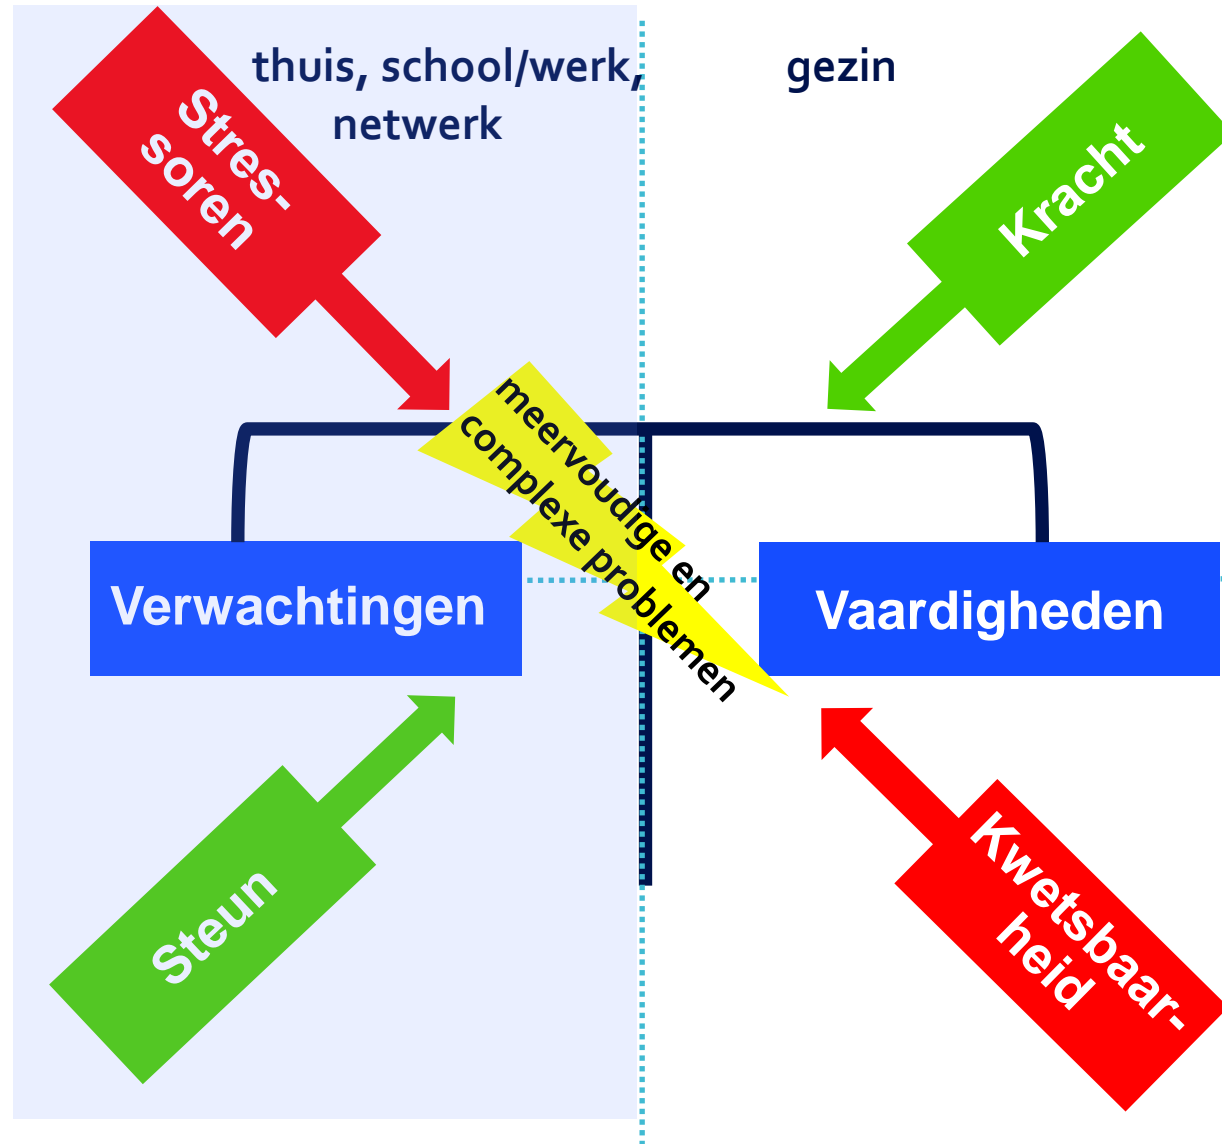 thuis, school/werk,
netwerk
gezin
Stres-
soren
Kracht
meervoudige en
complexe problemen
Verwachtingen
Vaardigheden
Steun
Kwetsbaar-
heid